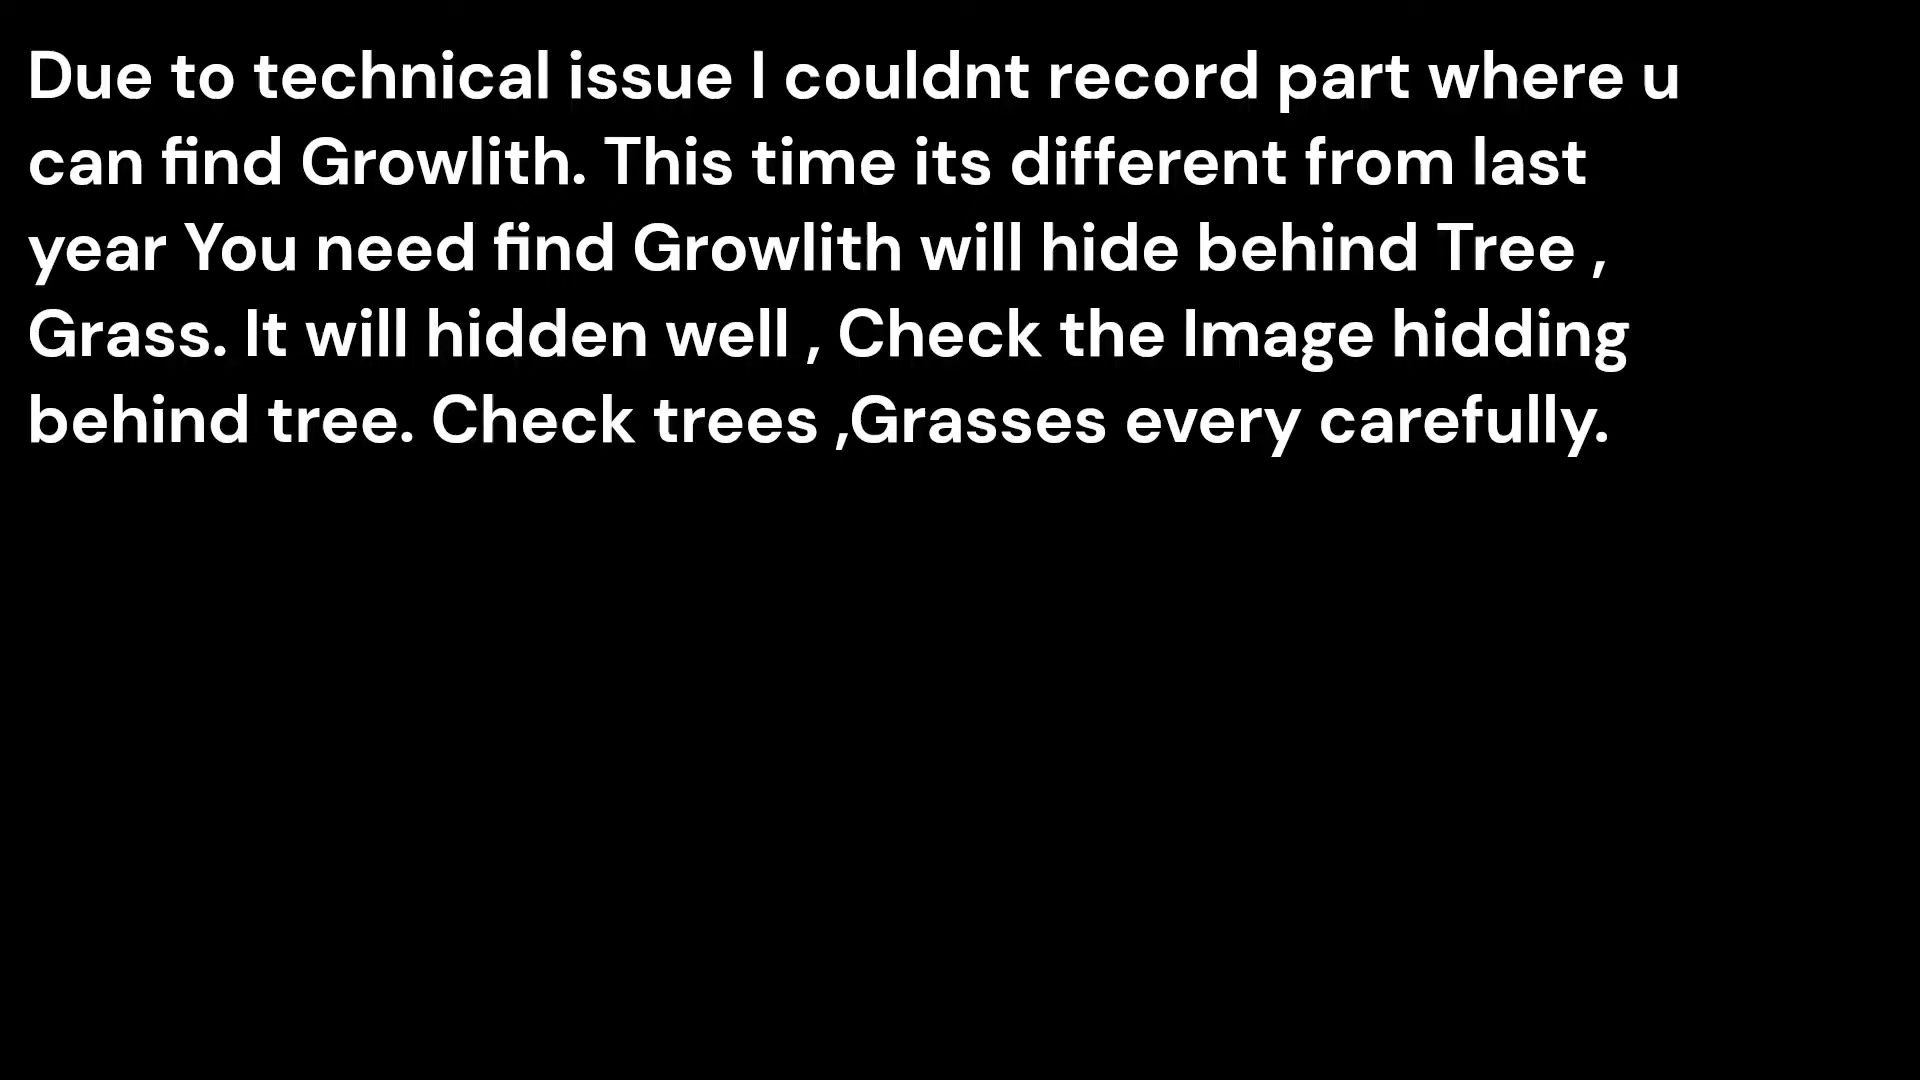 Due to technical issue I couldnt record part where u
can find Growlith. This time its different from last
year You need find Growlith will hide behind Tree ,
Grass. It will hidden well , Check the Image hidding
behind tree. Check trees ,Grasses every carefully.